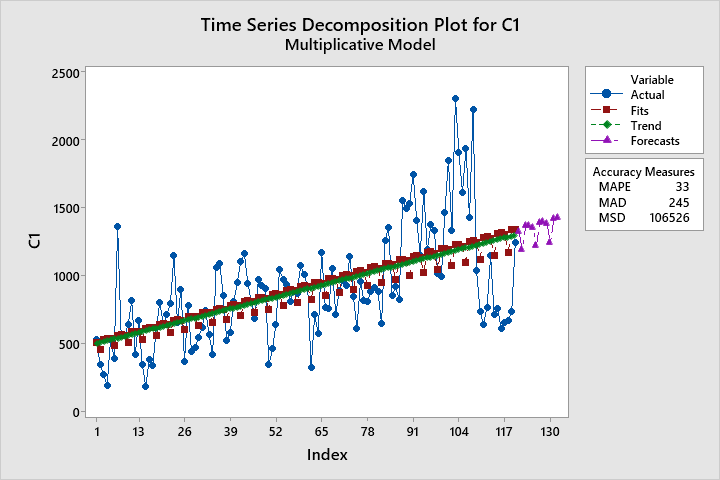 Time Series Decomposition Plot for C1
Multiplicative Model
2500
2000
1500
1000
500
0
C1
1 13 26 39 52 65 78 91 104 117 130
Index
Variable
Actual
Fits
Trend
Forecasts
Accuracy Measures
MAPE 33
MAD 245
MSD 106526